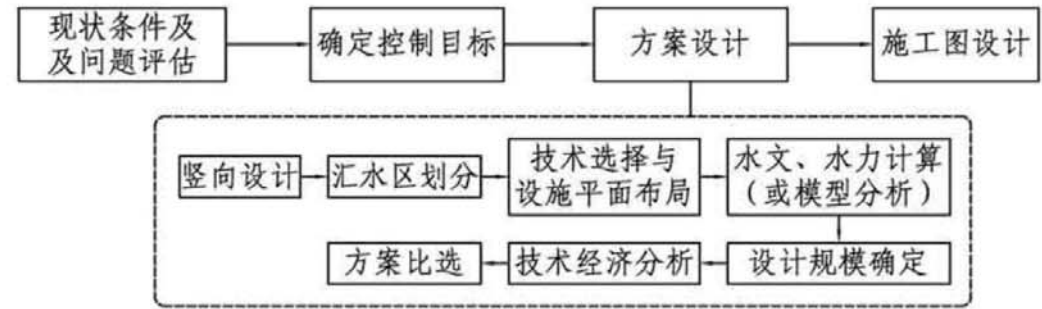 现状条件及
及问题评估
确定控制目标
方案设计
施工图设计
竖向设计
汇水区划分
技术选择与
设施平面布局
水文、水力计算
(或模型分析)
方案比选
技术经济分析
设计规模确定